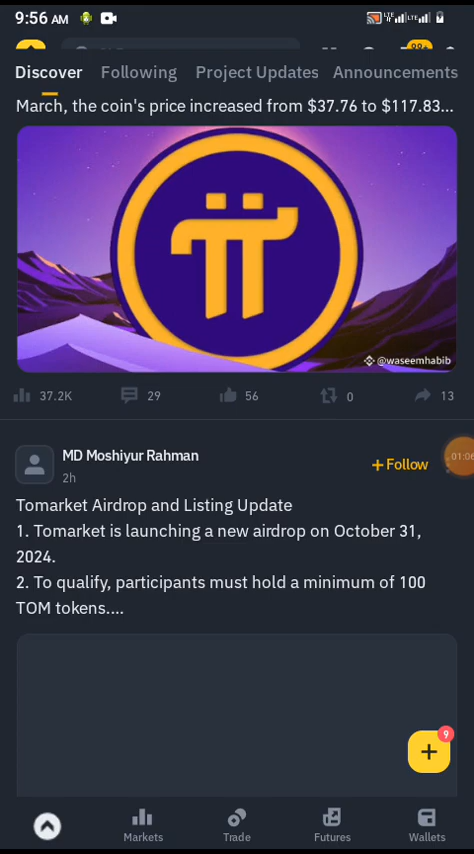 9:56 AM
LTE LTE
99+
Discover Following Project Updates Announcements
March, the coin's price increased from $37.76 to $117.83...
@waseemhabib
37.2K 29 56 0 13
MD Moshiyur Rahman
2h
+ Follow
01:06
Tomarket Airdrop and Listing Update
1. Tomarket is launching a new airdrop on October 31,
2024.
2. To qualify, participants must hold a minimum of 100
TOM tokens....
9
Markets Trade Futures Wallets